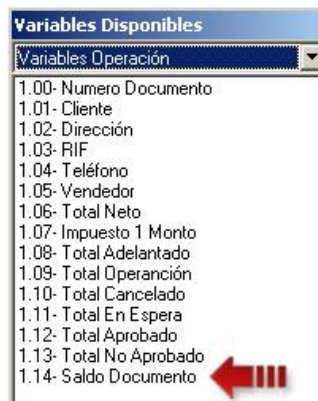 Variables Disponibles
Variables Operación
1.00- Numero Documento
1.01- Cliente
1.02- Dirección
1.03- RIF
1.04- Teléfono
1.05- Vendedor
1.06- Total Neto
1.07- Impuesto 1 Monto
1.08- Total Adelantado
1.09- Total Operanción
1.10- Total Cancelado
1.11- Total En Espera
1.12- Total Aprobado
1.13- Total No Aprobado
1.14- Saldo Documento